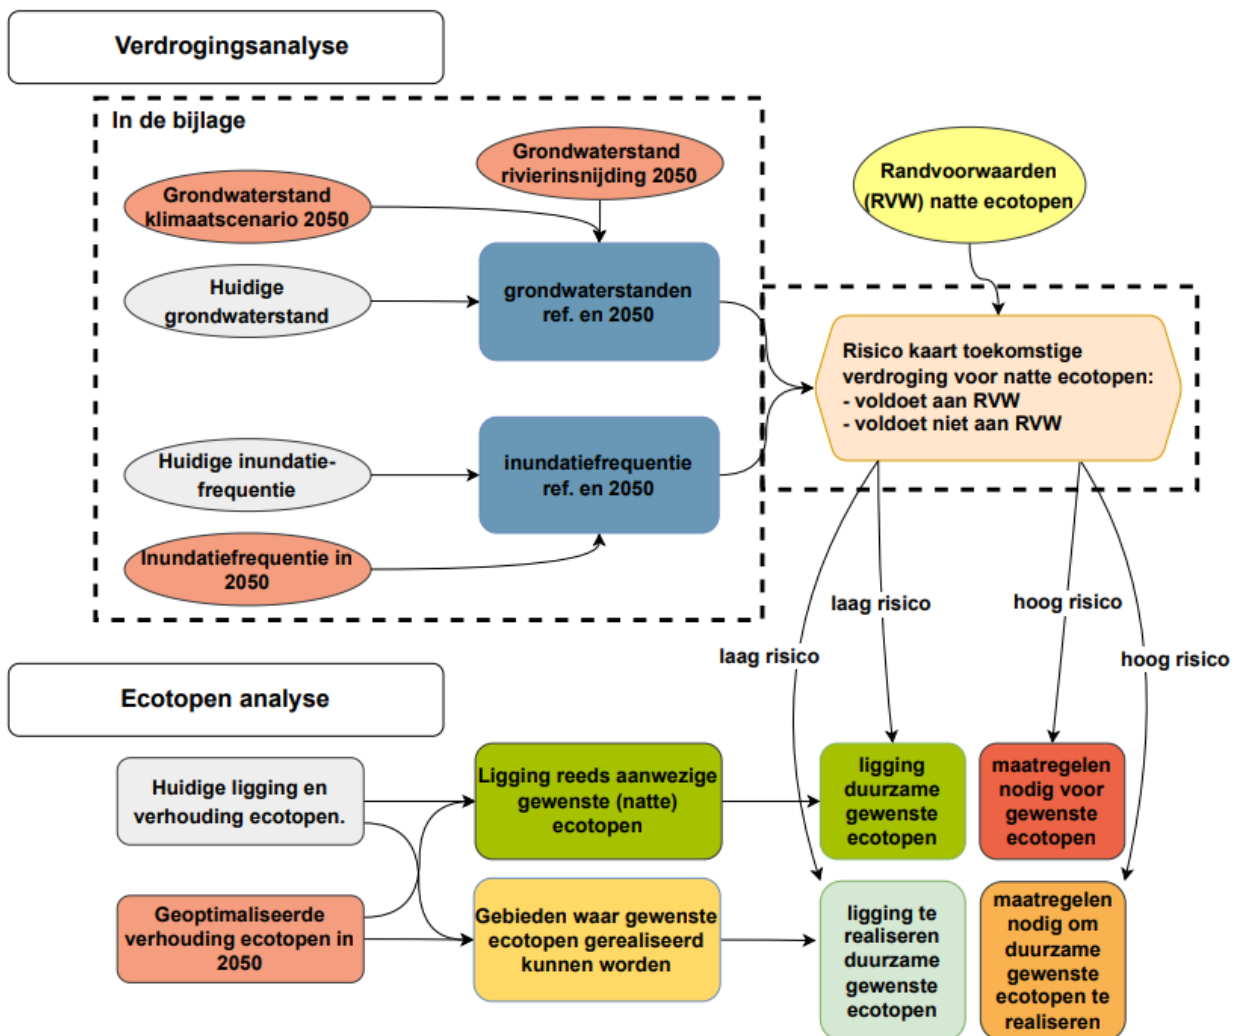 Verdrogingsanalyse
In de bijlage
Grondwaterstand
rivierinsnijding 2050
Grondwaterstand
klimaatscenario 2050
Randvoorwaarden
(RVW) natte ecotopen
Huidige
grondwaterstand
grondwaterstanden
ref. en 2050
Risico kaart toekomstige
verdroging voor natte ecotopen:
- voldoet aan RVW
- voldoet niet aan RVW
Huidige inundatie-
frequentie
inundatiefrequentie
ref. en 2050
Inundatiefrequentie in
2050
laag risico
hoog risico
laag risico
hoog risico
Ecotopen analyse
Huidige ligging en
verhouding ecotopen.
Ligging reeds aanwezige
gewenste (natte)
ecotopen
ligging
duurzame
gewenste
ecotopen
maatregelen
nodig voor
gewenste
ecotopen
Geoptimaliseerde
verhouding ecotopen in
2050
Gebieden waar gewenste
ecotopen gerealiseerd
kunnen worden
ligging te
realiseren
duurzame
gewenste
ecotopen
maatregelen
nodig om
duurzame
gewenste
ecotopen te
realiseren